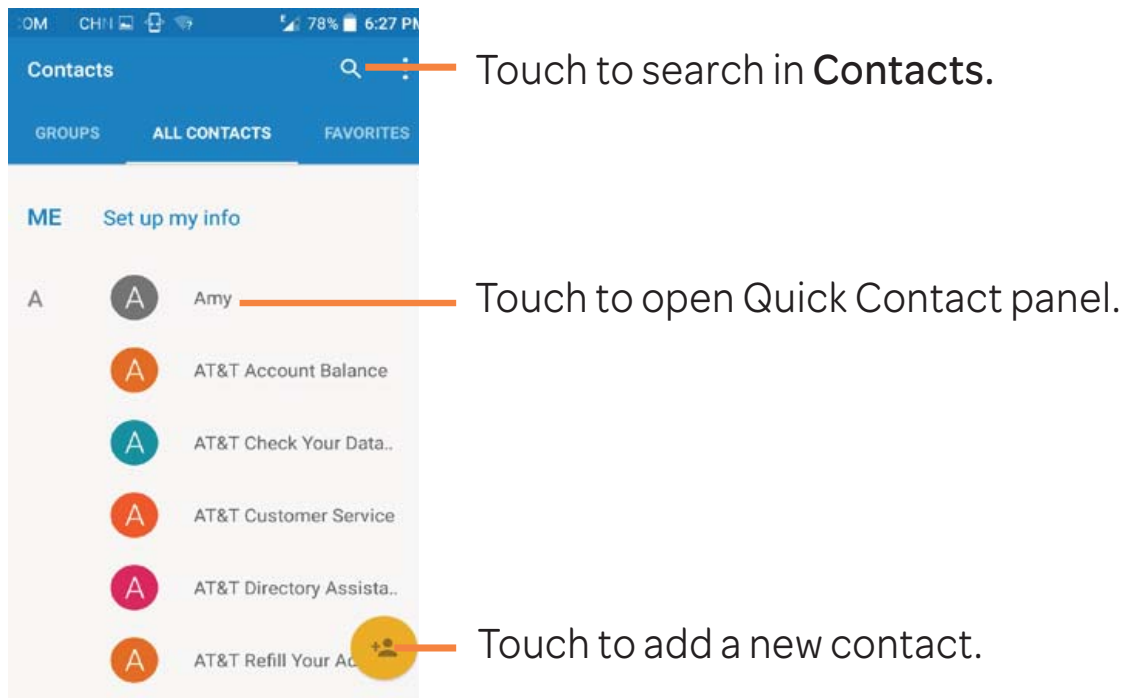 :OM CHN 78% 6:27 PM
Contacts
Touch to search in Contacts.
GROUPS ALL CONTACTS FAVORITES
ME Set up my info
A A Amy
Touch to open Quick Contact panel.
A AT&T Account Balance
A AT&T Check Your Data..
A AT&T Customer Service
A AT&T Directory Assista..
A AT&T Refill Your Ac
Touch to add a new contact.